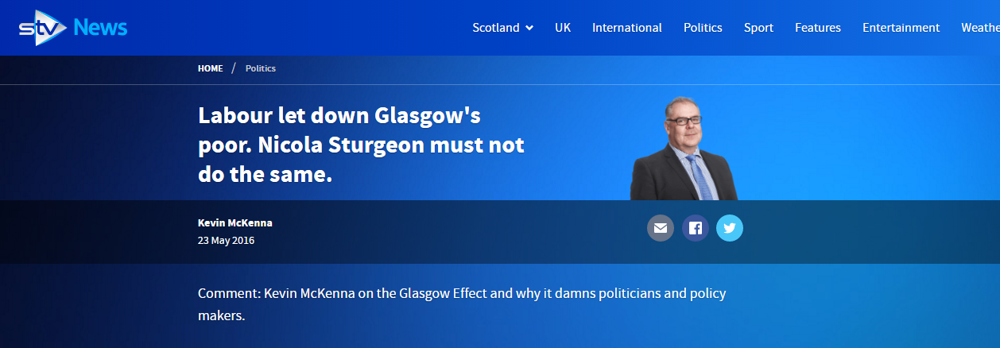 stv News
Scotland UK International Politics Sport Features Entertainment Weathe
HOME / Politics
Labour let down Glasgow's
poor. Nicola Sturgeon must not
do the same.
Kevin McKenna
23 May 2016
Comment: Kevin McKenna on the Glasgow Effect and why it damns politicians and policy
makers.